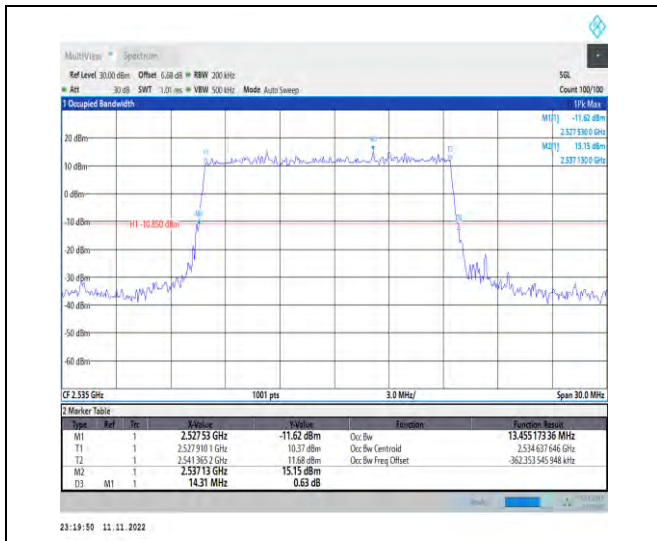 MultiView Spectrum
Ref Level 30.00 dBm Offset 6.68 dB RBW 200 kHz SGL
Att 30 dB SWT 1.01 ms VBW 500 kHz Mode Auto Sweep Count 100/100
1 Occupied Bandwidth 1Pk Max
M1[1] -11.62 dBm
2.527 530 0 GHz
M2[1] 15.15 dBm
2.537 130 0 GHz
20 dBm
10 dBm
0 dBm
-10 dBm
H1 -10.850 dBm
-20 dBm
-30 dBm
-40 dBm
-50 dBm
-60 dBm
T1
T2
M1
CF 2.535 GHz 1001 pts 3.0 MHz/ Span 30.0 MHz
2 Marker Table
Type Ref Trc X-Value Y-Value Function Function Result
M1 1 2.527 53 GHz -11.62 dBm Occ Bw 13.455 173 36 MHz
T1 1 2.527 910 1 GHz 10.37 dBm Occ Bw Centroid 2.534 637 646 GHz
T2 1 2.541 365 2 GHz 11.68 dBm Occ Bw Freq Offset -362.353 545 948 kHz
M2 1 2.537 13 GHz 15.15 dBm
D3 M1 1 14.31 MHz 0.63 dB
23:19:50 11.11.2022